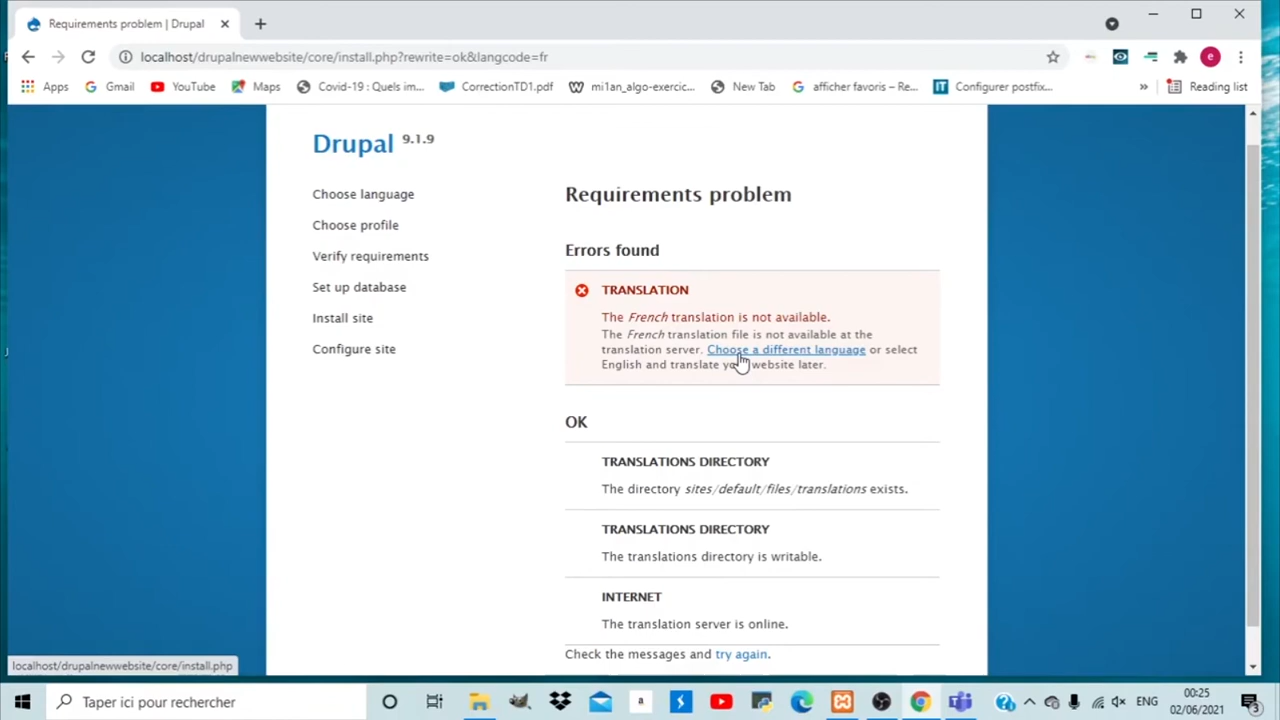 Requirements problem | Drupal
localhost/drupalnewwebsite/core/install.php?rewrite=ok&langcode=fr
e
Apps
Gmail
YouTube
Maps
Covid-19 : Quels im...
CorrectionTD1.pdf
mi1an_algo-exercic...
New Tab
afficher favoris – Re...
IT Configurer postfix...
»
Reading list
Drupal 9.1.9
Choose language
Choose profile
Verify requirements
Set up database
Install site
Configure site
Requirements problem
Errors found
TRANSLATION
The French translation is not available.
The French translation file is not available at the
translation server. Choose a different language or select
English and translate website later.
OK
TRANSLATIONS DIRECTORY
The directory sites/default/files/translations exists.
TRANSLATIONS DIRECTORY
The translations directory is writable.
INTERNET
The translation server is online.
Check the messages and try again.
localhost/drupalnewwebsite/core/install.php
Taper ici pour rechercher
a
ENG
00:25
02/06/2021
3